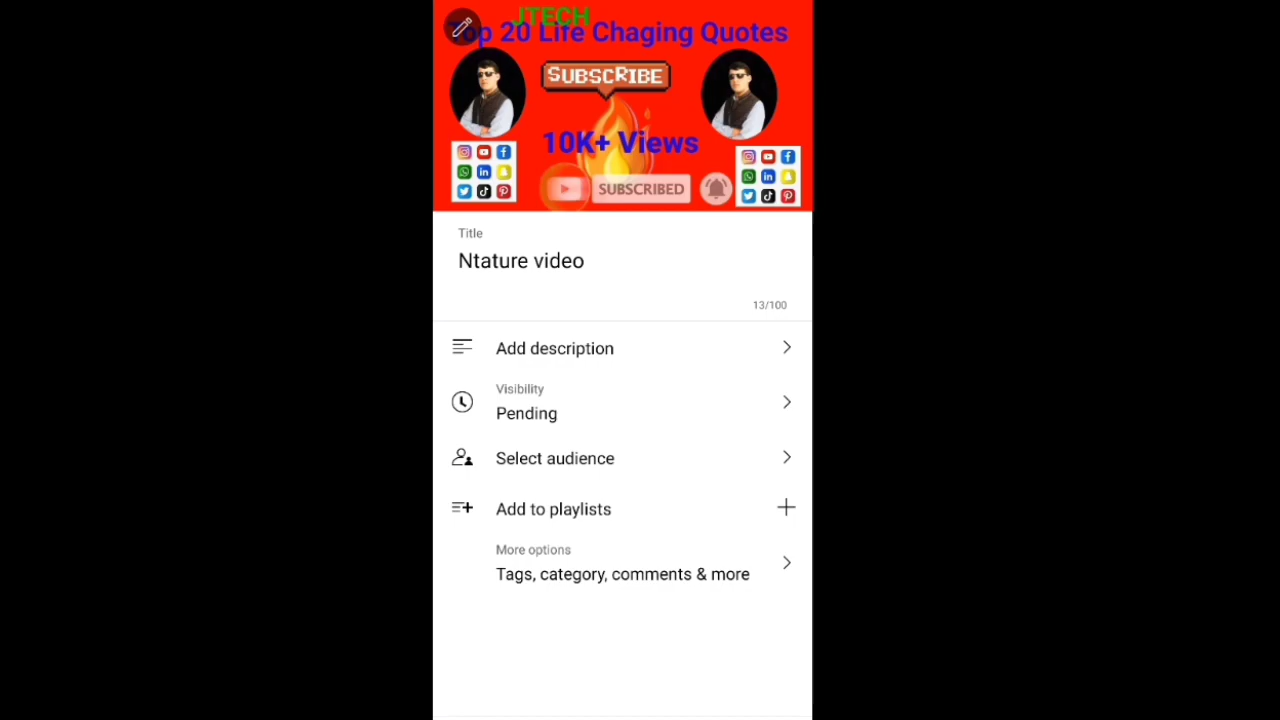 JTECH
Top 20 Life Chaging Quotes
SUBSCRIBE
10K+ Views
SUBSCRIBED
Title
Ntature video
13/100
Add description
Visibility
Pending
Select audience
Add to playlists
More options
Tags, category, comments & more